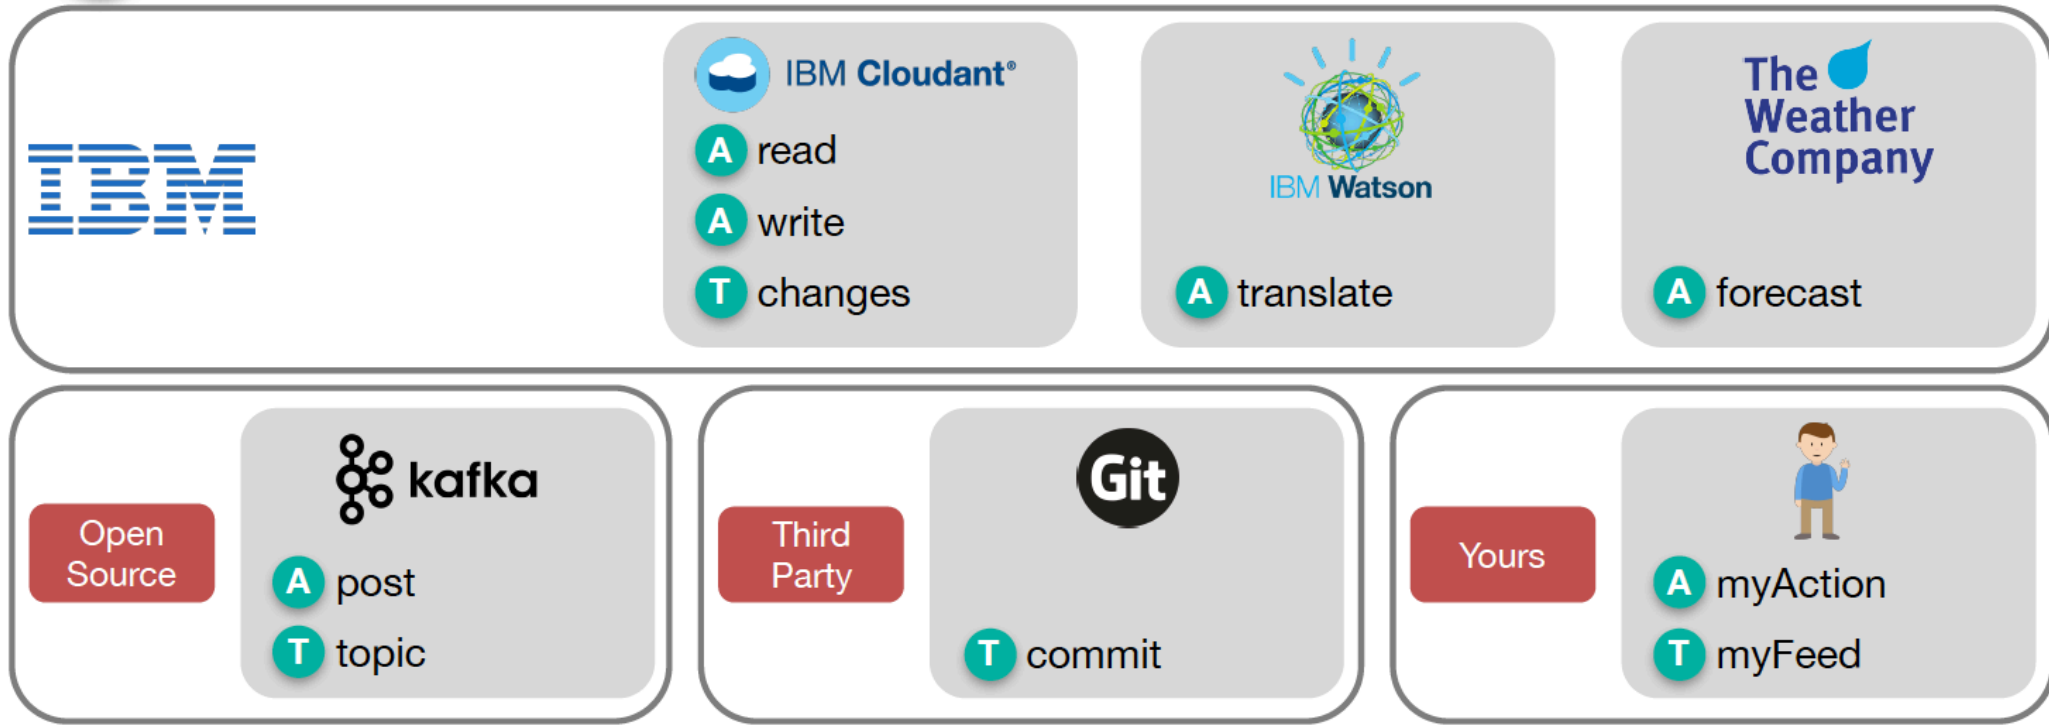 IBM
IBM Cloudant®
A read
A write
T changes
IBM Watson
A translate
The
Weather
Company
A forecast
Open
Source
kafka
A post
T topic
Third
Party
Git
T commit
Yours
A myAction
T myFeed